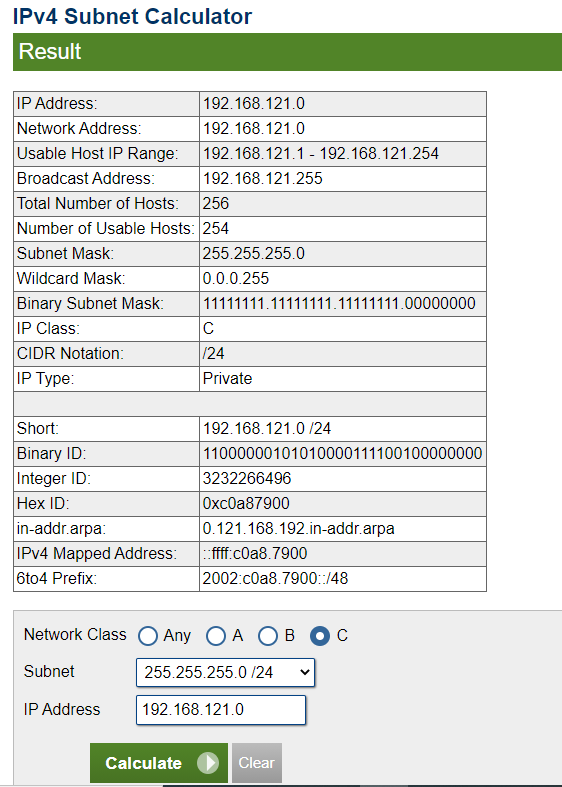 IPv4 Subnet Calculator
Result
IP Address: 192.168.121.0
Network Address: 192.168.121.0
Usable Host IP Range: 192.168.121.1 - 192.168.121.254
Broadcast Address: 192.168.121.255
Total Number of Hosts: 256
Number of Usable Hosts: 254
Subnet Mask: 255.255.255.0
Wildcard Mask: 0.0.0.255
Binary Subnet Mask: 11111111.11111111.11111111.00000000
IP Class: C
CIDR Notation: /24
IP Type: Private
Short: 192.168.121.0 /24
Binary ID: 11000000101010000111100100000000
Integer ID: 3232266496
Hex ID: 0xc0a87900
in-addr.arpa: 0.121.168.192.in-addr.arpa
IPv4 Mapped Address: ::ffff:c0a8.7900
6to4 Prefix: 2002:c0a8.7900::/48
Network Class Any A B C
Subnet 255.255.255.0 /24
IP Address 192.168.121.0
Calculate Clear